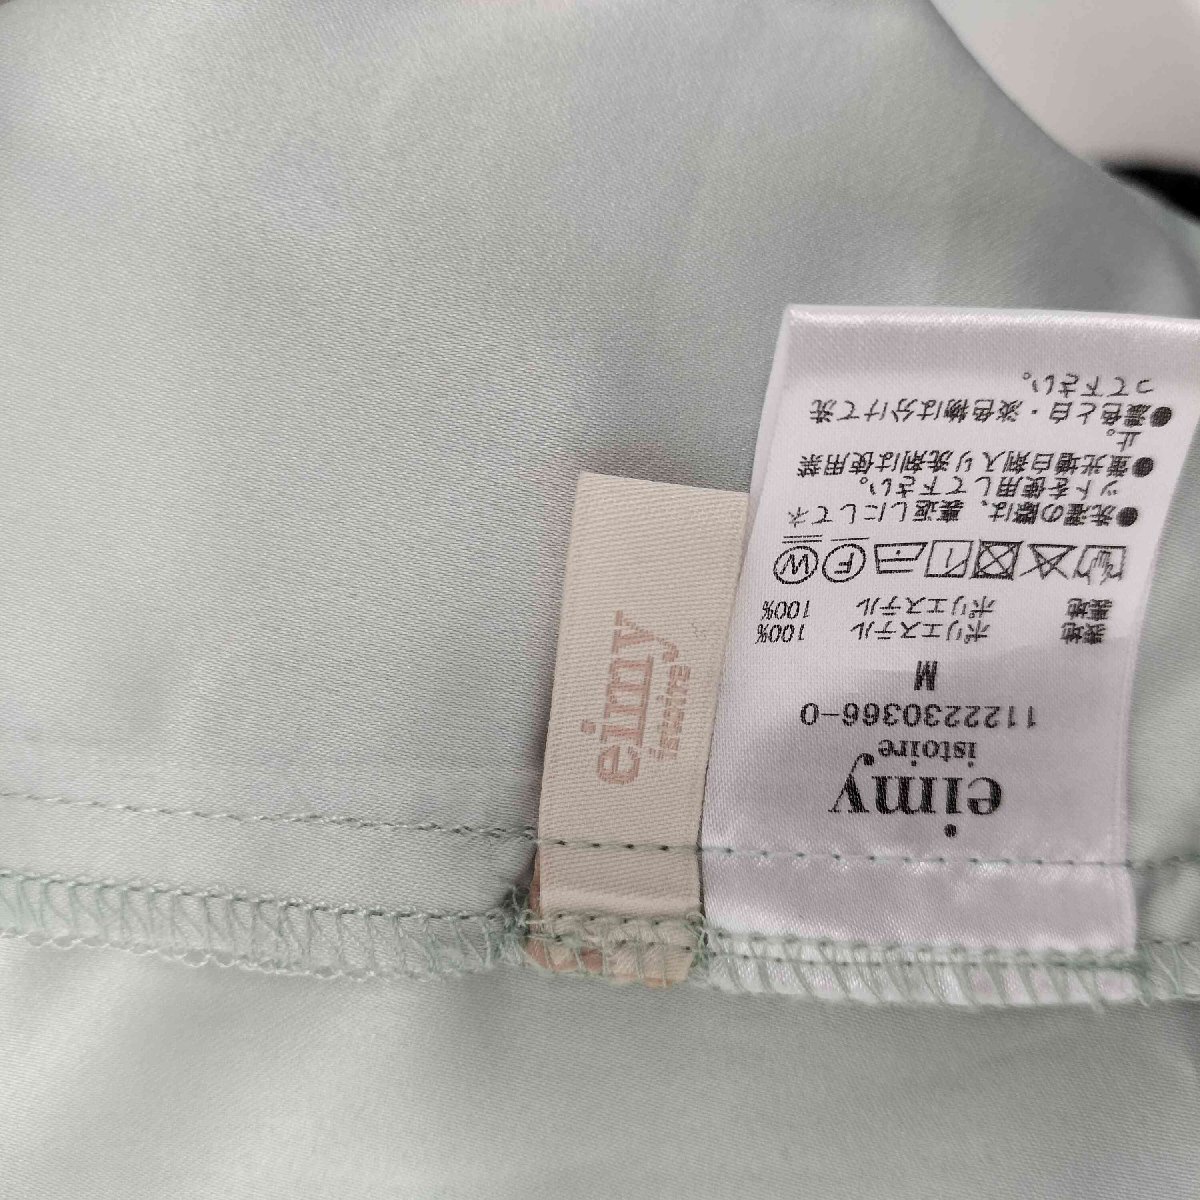 eimy
istoire
eimy
istoire
1122230366-0
M
表地 ポリエステル 100%
裏地 ポリエステル 100%
W F
●洗濯の際は、裏返しにしてネ
ットを使用して下さい。
●蛍光増白剤入り洗剤は使用禁
止。
●濃色と白・淡色物は分けて洗
って下さい。